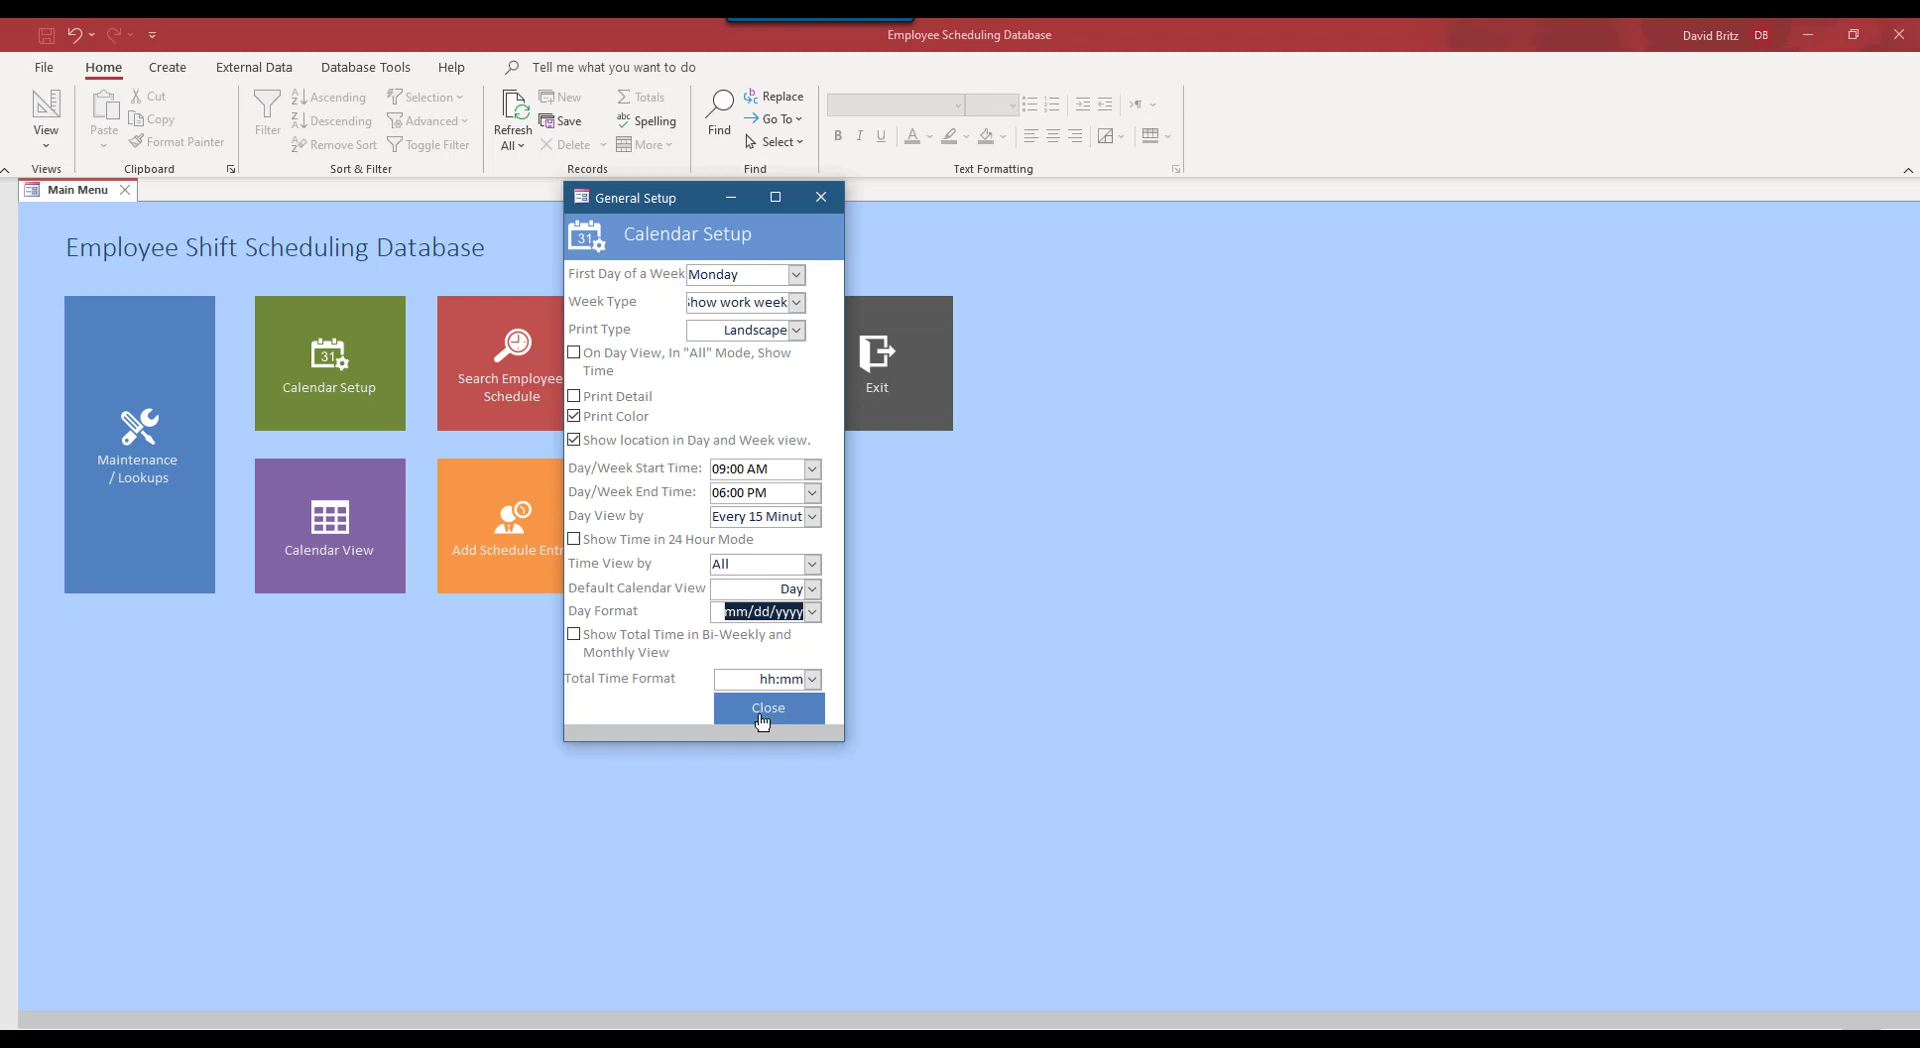 Employee Scheduling Database
David Britz DB
File Home Create External Data Database Tools Help Tell me what you want to do
View
Views
Paste
Cut
Copy
Format Painter
Clipboard
Filter
Ascending
Descending
Remove Sort
Selection
Advanced
Toggle Filter
Sort & Filter
Refresh
All
New
Save
Delete
Totals
Spelling
More
Records
Find
Replace
Go To
Select
Find
B I U
A
Text Formatting
Main Menu
Employee Shift Scheduling Database
Maintenance
/ Lookups
31
Calendar Setup
Search Employee
Schedule
Exit
Calendar View
Add Schedule Entr
General Setup
31
Calendar Setup
First Day of a Week Monday
Week Type how work week
Print Type Landscape
On Day View, In "All" Mode, Show
Time
Print Detail
Print Color
Show location in Day and Week view.
Day/Week Start Time: 09:00 AM
Day/Week End Time: 06:00 PM
Day View by Every 15 Minut
Show Time in 24 Hour Mode
Time View by All
Default Calendar View Day
Day Format mm/dd/yyyy
Show Total Time in Bi-Weekly and
Monthly View
Total Time Format hh:mm
Close